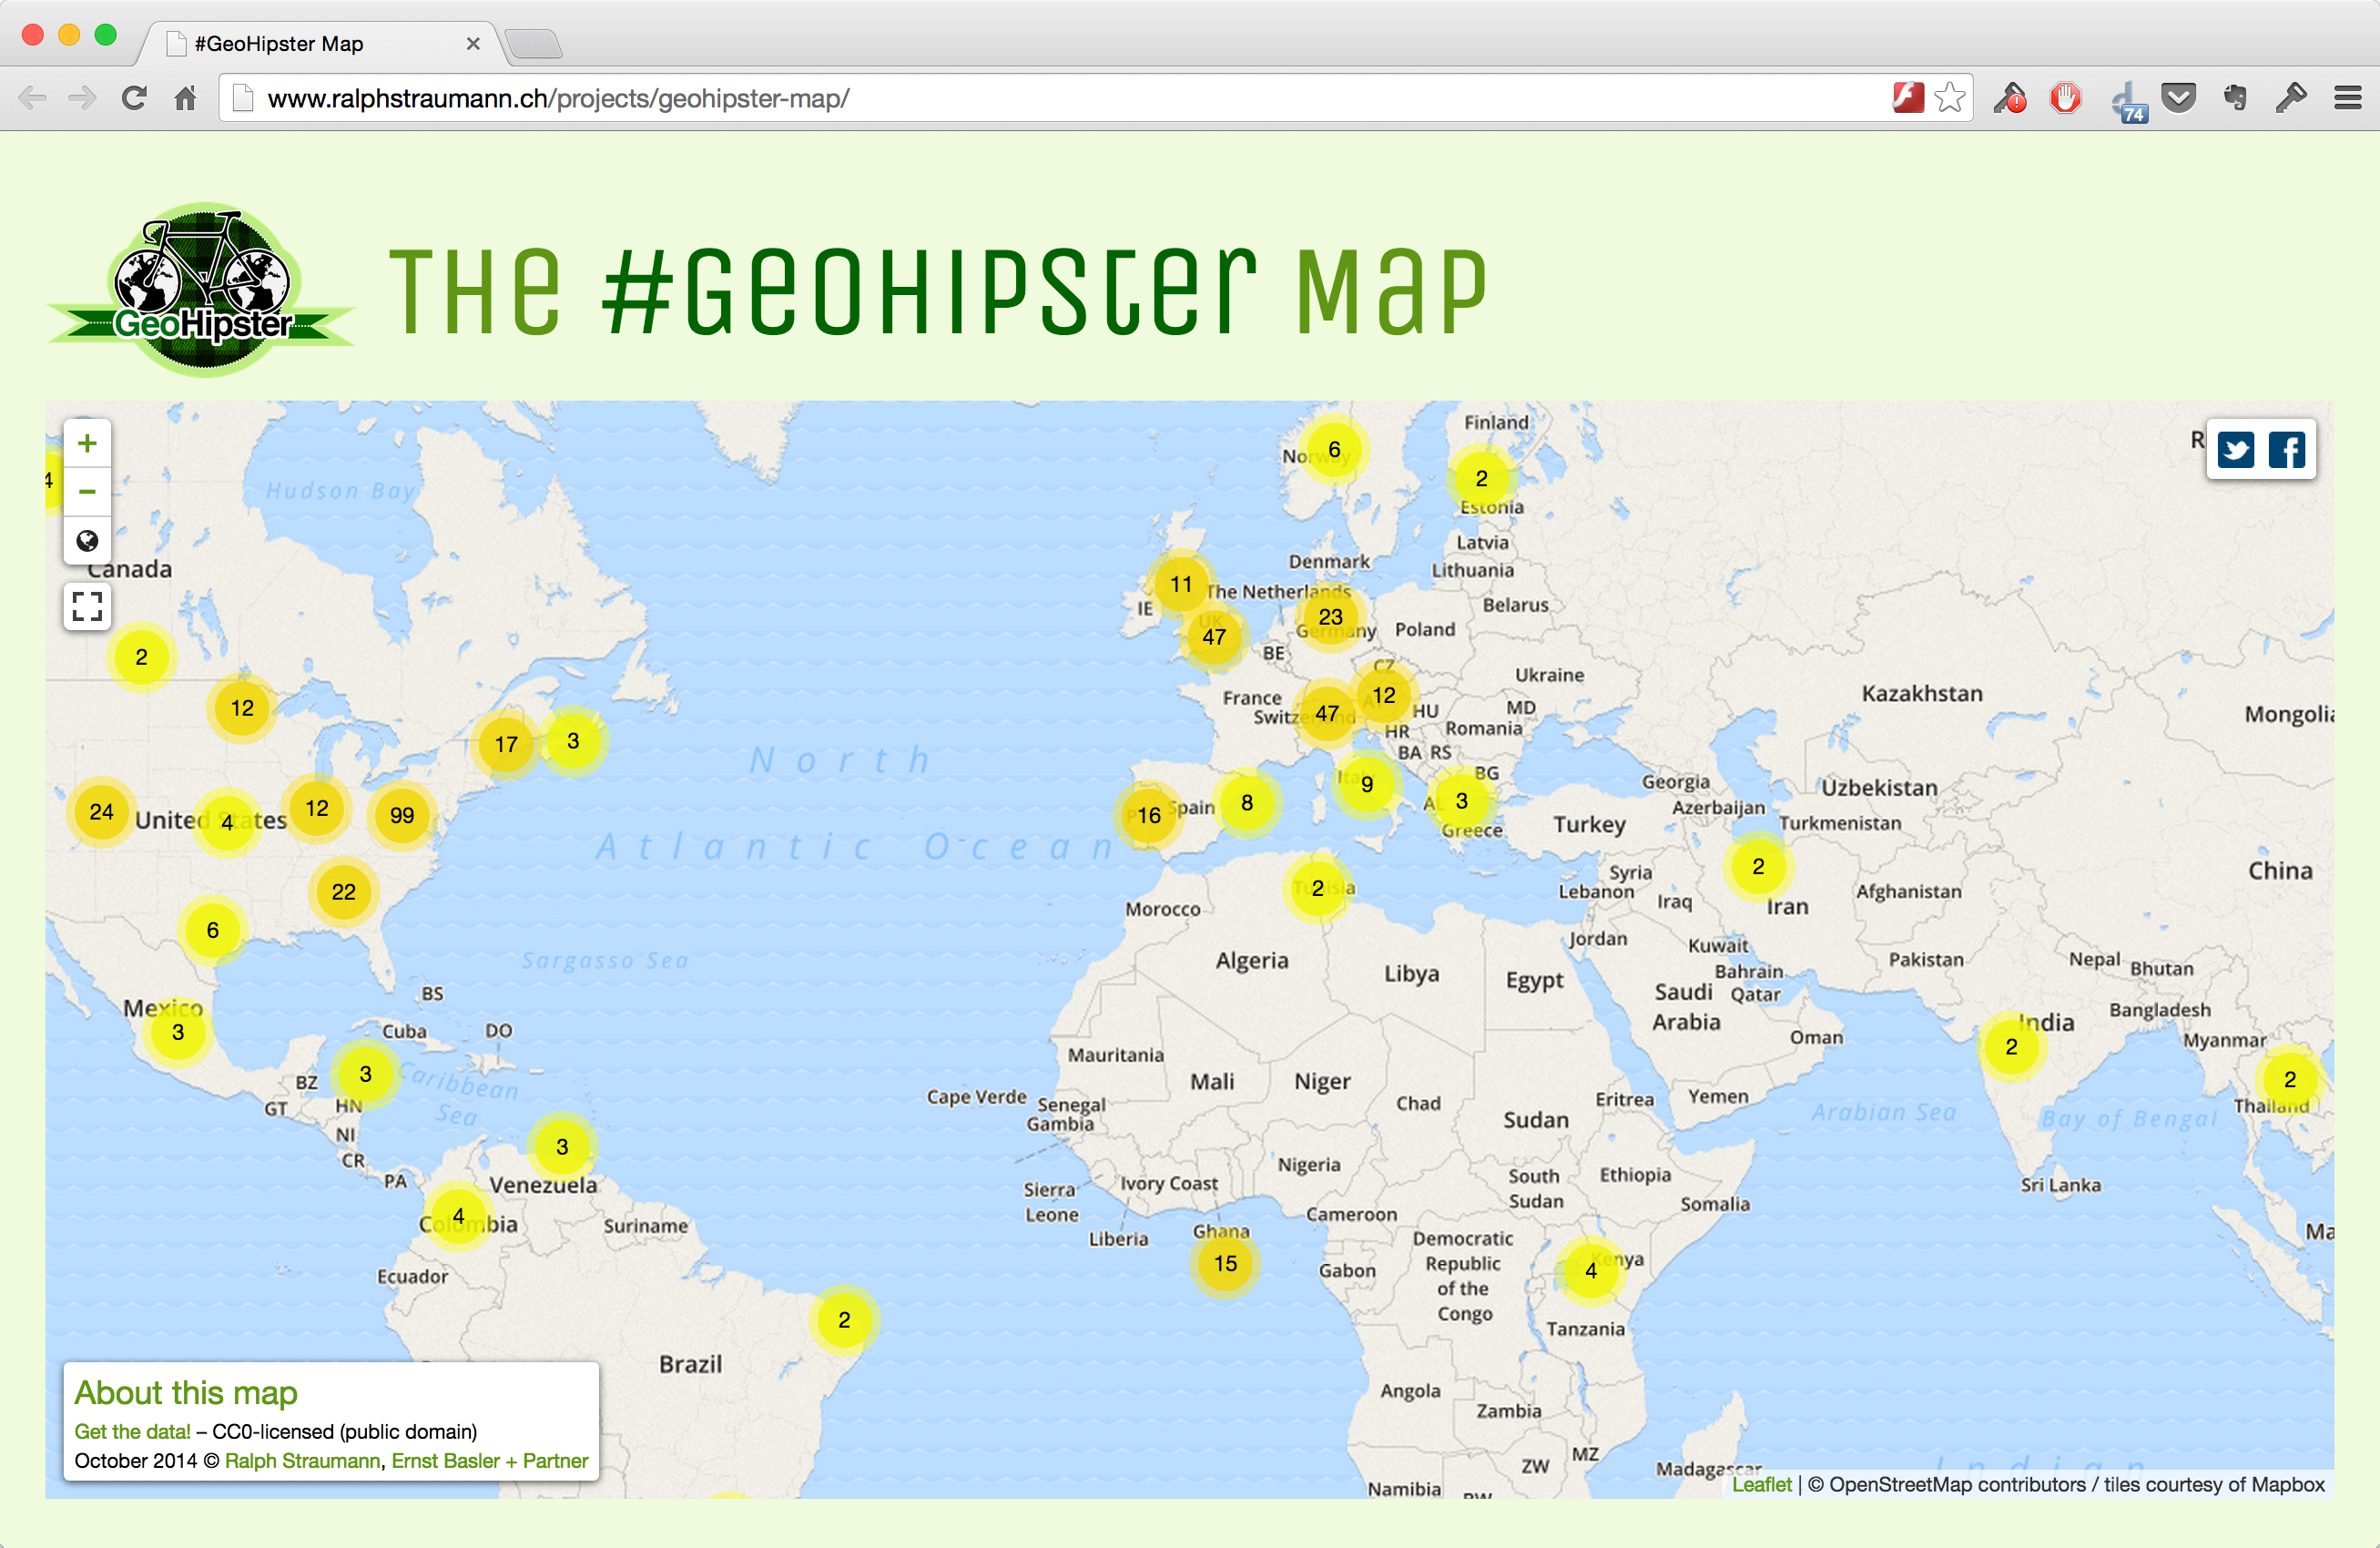 #GeoHipster Map
www.ralphstraumann.ch/projects/geohipster-map/
74
GeoHipster
THE #GEOHIPSTER MAP
+
−
4
Hudson Bay
Canada
2
12
17
3
24
United States
4
12
99
22
6
Mexico
3
BS
Cuba
DO
BZ
3
Caribbean
Sea
GT
HN
NI
CR
PA
3
Venezuela
4
Colombia
Suriname
Ecuador
2
Brazil
North
Atlantic Ocean
Sargasso Sea
Finland
6
Norway
2
Estonia
Latvia
Lithuania
Denmark
11
The Netherlands
IE
UK
47
23
Germany
Poland
Belarus
BE
CZ
12
Ukraine
France
Switzerland
47
HU
MD
HR
Romania
BA
RS
BG
Italy
9
16
Spain
8
AL
3
Greece
Turkey
Georgia
Azerbaijan
Kazakhstan
Mongolia
Uzbekistan
Turkmenistan
China
2
Iran
Afghanistan
Syria
Lebanon
Iraq
Jordan
Kuwait
Bahrain
Qatar
Saudi
Arabia
Pakistan
Nepal
Bhutan
Bangladesh
India
2
Myanmar
2
Thailand
Oman
Yemen
Arabian Sea
Bay of Bengal
Sri Lanka
Ma
R
Tunisia
2
Morocco
Algeria
Libya
Egypt
Mauritania
Mali
Niger
Chad
Sudan
Eritrea
Cape Verde
Senegal
Gambia
Nigeria
South
Sudan
Ethiopia
Somalia
Sierra
Leone
Ivory Coast
Liberia
Ghana
15
Cameroon
Gabon
Democratic
Republic
of the
Congo
4
Kenya
Tanzania
Angola
Zambia
ZW
MZ
Madagascar
Namibia
BW
Indian
About this map
Get the data! – CC0-licensed (public domain)
October 2014 © Ralph Straumann, Ernst Basler + Partner
Leaflet | © OpenStreetMap contributors / tiles courtesy of Mapbox